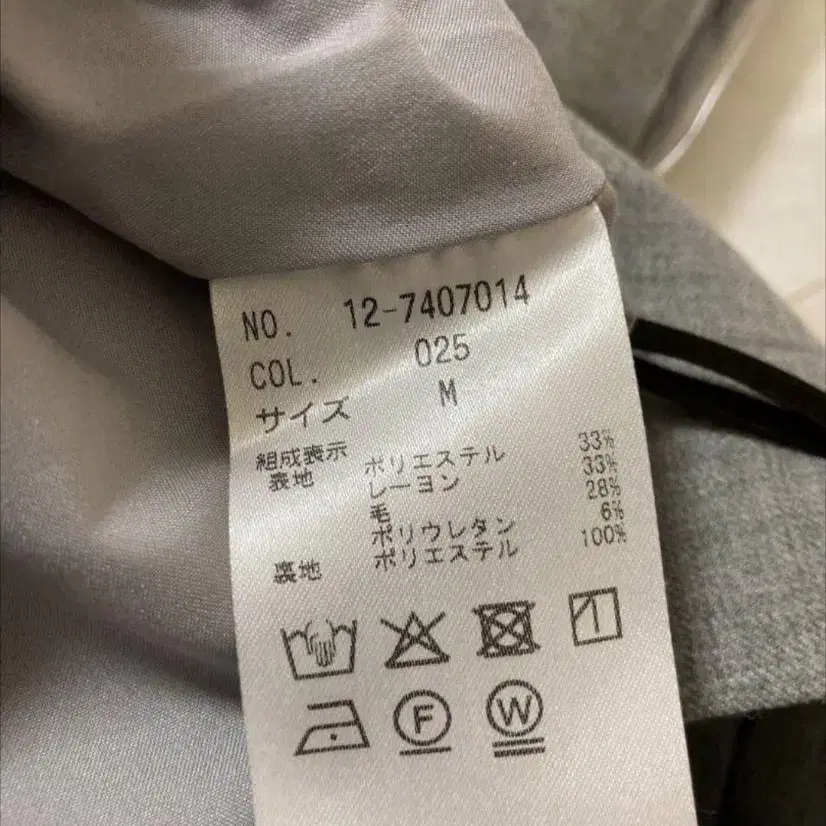 NO. 12-7407014
COL. 025
サイズ M
組成表示
表地 ポリエステル 33%
レーヨン 33%
毛 28%
ポリウレタン 6%
裏地 ポリエステル 100%
F W